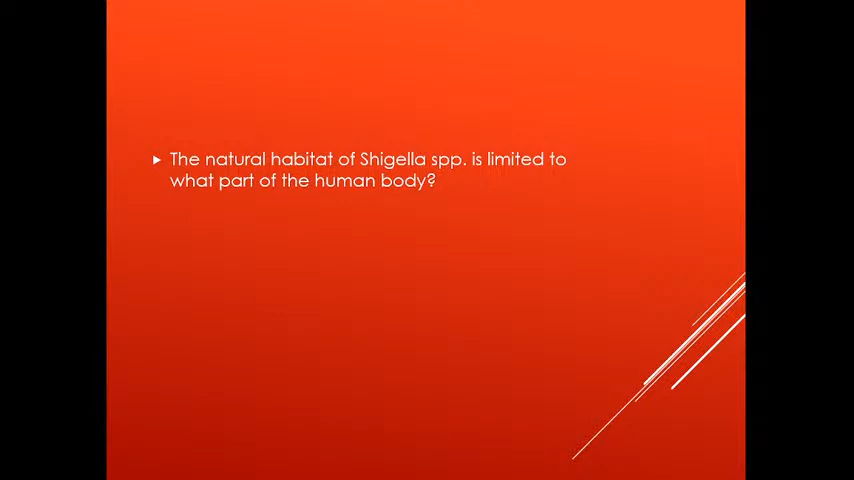 The natural habitat of Shigella spp. is limited to
what part of the human body?